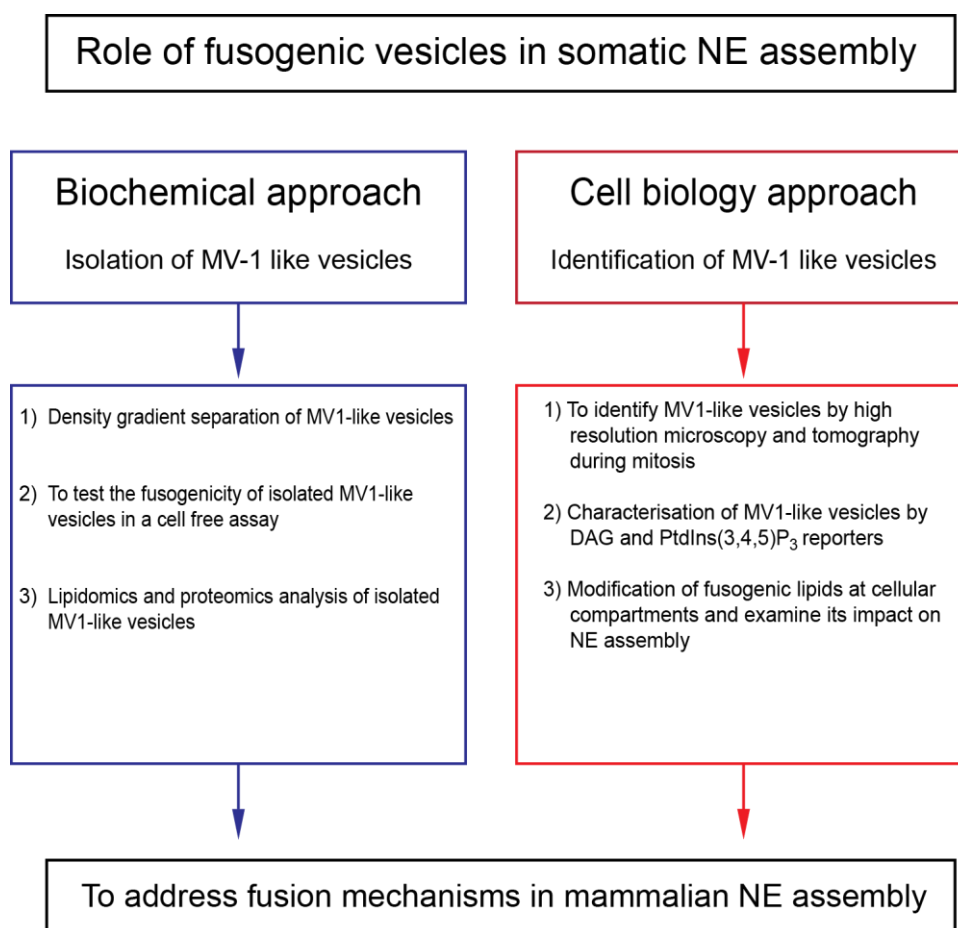 Role of fusogenic vesicles in somatic NE assembly
Biochemical approach
Isolation of MV-1 like vesicles
1) Density gradient separation of MV1-like vesicles
2) To test the fusogenicity of isolated MV1-like
vesicles in a cell free assay
3) Lipidomics and proteomics analysis of isolated
MV1-like vesicles
Cell biology approach
Identification of MV-1 like vesicles
1) To identify MV1-like vesicles by high
resolution microscopy and tomography
during mitosis
2) Characterisation of MV1-like vesicles by
DAG and PtdIns(3,4,5)P₃ reporters
3) Modification of fusogenic lipids at cellular
compartments and examine its impact on
NE assembly
To address fusion mechanisms in mammalian NE assembly